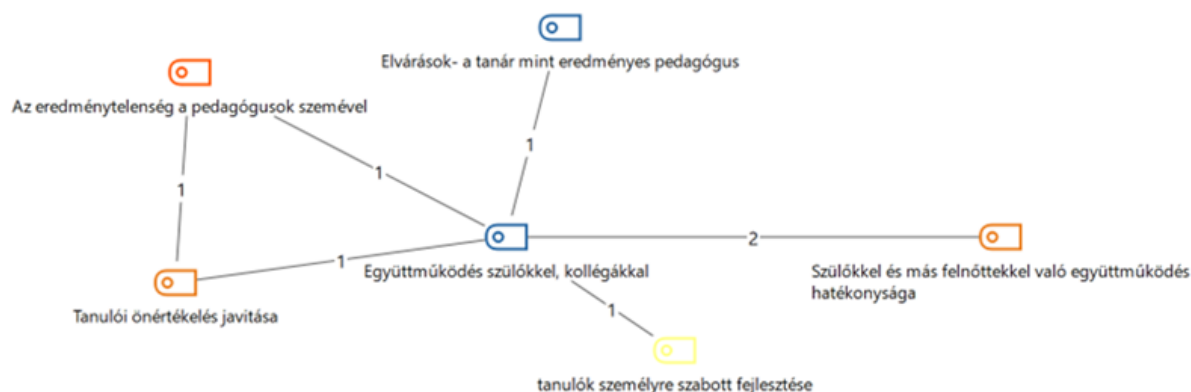 Elvárások- a tanár mint eredményes pedagógus
Az eredménytelenség a pedagógusok szemével
1
1
1
1
2
Együttműködés szülőkkel, kollégákkal
Szülőkkel és más felnőttekkel való együttműködés
hatékonysága
Tanulói önértékelés javítása
1
tanulók személyre szabott fejlesztése